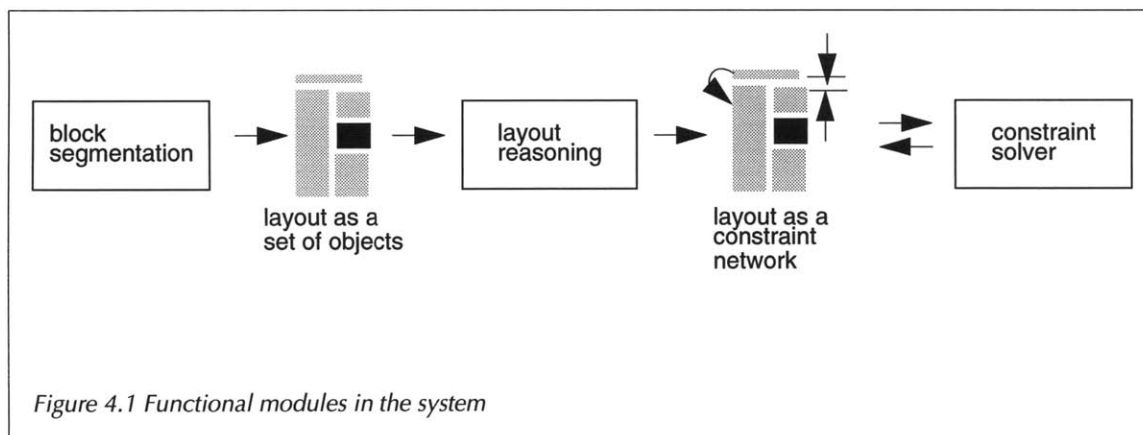 block
segmentation
layout as a
set of objects
layout
reasoning
layout as a
constraint
network
constraint
solver
Figure 4.1 Functional modules in the system